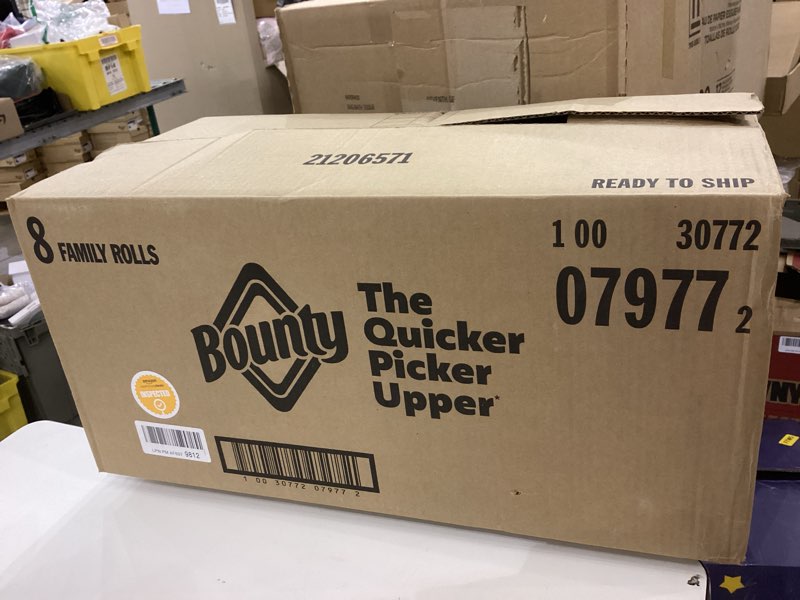 21206571
READY TO SHIP
8 FAMILY ROLLS
1 00 30772
07977 2
Bounty
The
Quicker
Picker
Upper*
INSPECTED
9812
1 00 30772 07977 2